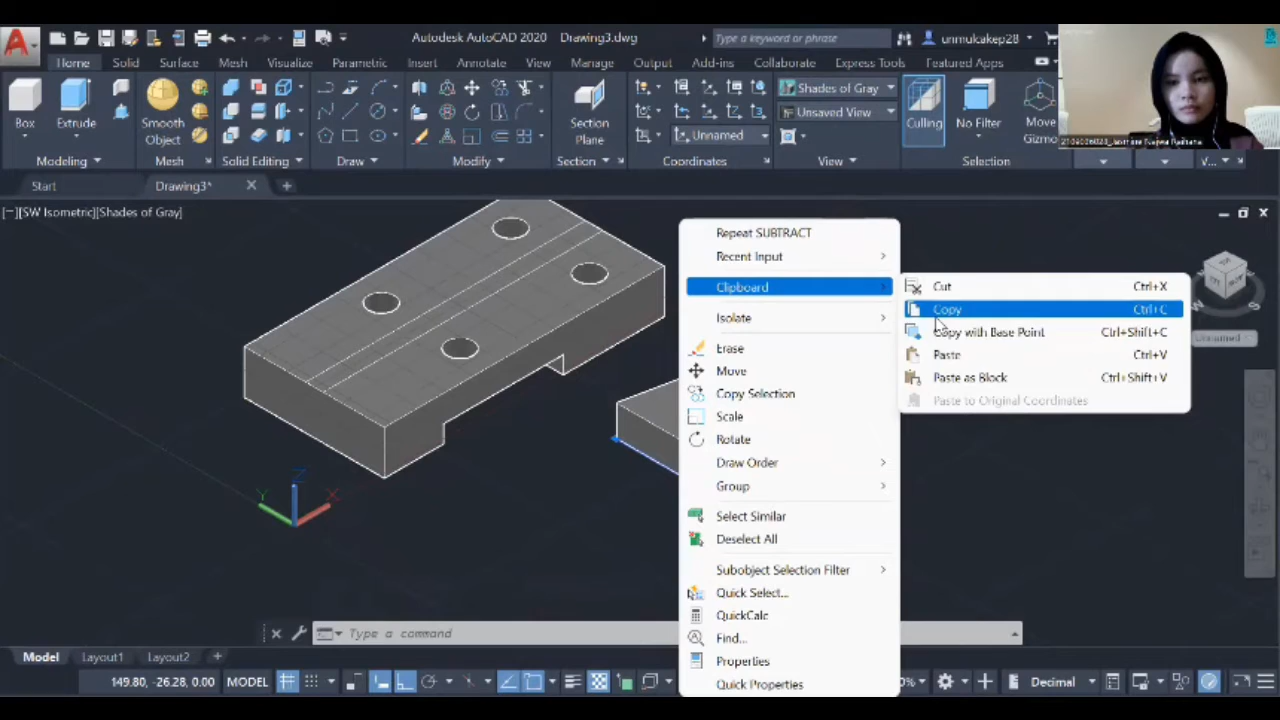 Autodesk AutoCAD 2020 Drawing3.dwg
Type a keyword or phrase
unmulcakep28
Home Solid Surface Mesh Visualize Parametric Insert Annotate View Manage Output Add-ins Collaborate Express Tools Featured Apps
Shades of Gray
Unsaved View
Unnamed
Box Extrude
Smooth
Object
Section
Plane
Culling No Filter
Move
Gizmo
Modeling Mesh Solid Editing Draw Modify Section Coordinates View Selection V...
Start Drawing3*
[−][SW Isometric][Shades of Gray]
Repeat SUBTRACT
Recent Input
Clipboard
Isolate
Erase
Move
Copy Selection
Scale
Rotate
Draw Order
Group
Select Similar
Deselect All
Subobject Selection Filter
Quick Select...
QuickCalc
Find...
Properties
Quick Properties
Cut Ctrl+X
Copy Ctrl+C
Copy with Base Point Ctrl+Shift+C
Paste Ctrl+V
Paste as Block Ctrl+Shift+V
Paste to Original Coordinates
Unnamed
Z
Y X
Type a command
Model Layout1 Layout2
149.80, -26.28, 0.00 MODEL
Decimal